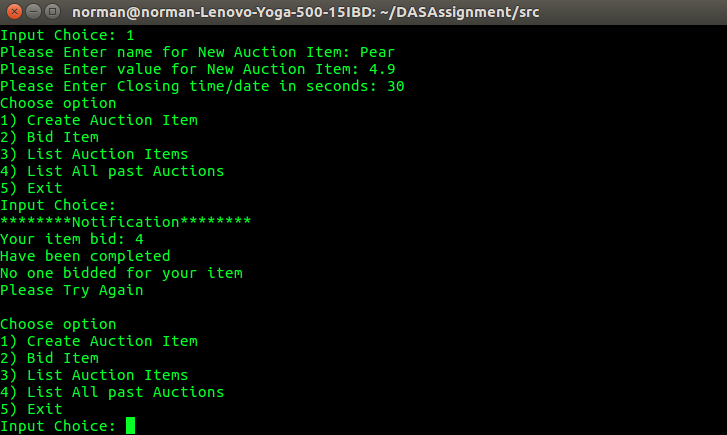 norman@norman-Lenovo-Yoga-500-15IBD: ~/DASAssignment/src
Input Choice: 1
Please Enter name for New Auction Item: Pear
Please Enter value for New Auction Item: 4.9
Please Enter Closing time/date in seconds: 30
Choose option
1) Create Auction Item
2) Bid Item
3) List Auction Items
4) List All past Auctions
5) Exit
Input Choice:
********Notification********
Your item bid: 4
Have been completed
No one bidded for your item
Please Try Again
Choose option
1) Create Auction Item
2) Bid Item
3) List Auction Items
4) List All past Auctions
5) Exit
Input Choice: